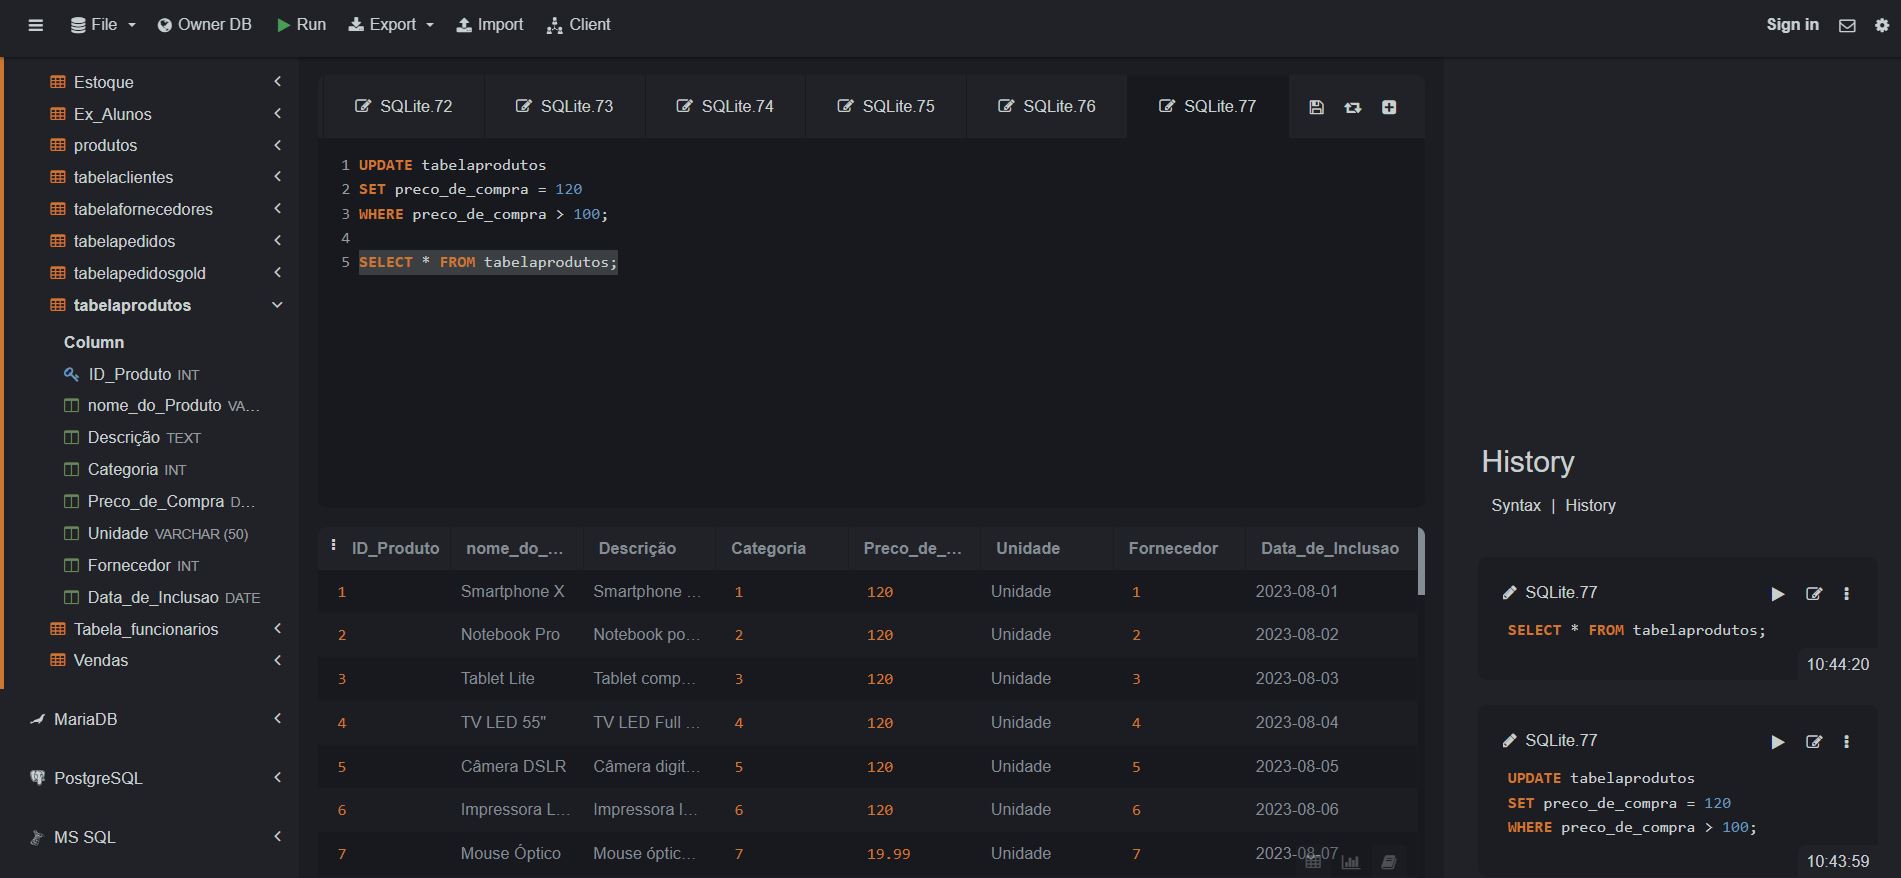 File Owner DB Run Export Import Client Sign in
Estoque
Ex_Alunos
produtos
tabelaclientes
tabelafornecedores
tabelapedidos
tabelapedidosgold
tabelaprodutos
Column
ID_Produto INT
nome_do_Produto VA...
Descrição TEXT
Categoria INT
Preco_de_Compra D...
Unidade VARCHAR (50)
Fornecedor INT
Data_de_Inclusao DATE
Tabela_funcionarios
Vendas
MariaDB
PostgreSQL
MS SQL
SQLite.72 SQLite.73 SQLite.74 SQLite.75 SQLite.76 SQLite.77
1 UPDATE tabelaprodutos
2 SET preco_de_compra = 120
3 WHERE preco_de_compra > 100;
4
5 SELECT * FROM tabelaprodutos;
ID_Produto nome_do_... Descrição Categoria Preco_de_... Unidade Fornecedor Data_de_Inclusao
1 Smartphone X Smartphone ... 1 120 Unidade 1 2023-08-01
2 Notebook Pro Notebook po... 2 120 Unidade 2 2023-08-02
3 Tablet Lite Tablet comp... 3 120 Unidade 3 2023-08-03
4 TV LED 55" TV LED Full ... 4 120 Unidade 4 2023-08-04
5 Câmera DSLR Câmera digit... 5 120 Unidade 5 2023-08-05
6 Impressora L... Impressora l... 6 120 Unidade 6 2023-08-06
7 Mouse Óptico Mouse óptic... 7 19.99 Unidade 7 2023-08-07
History
Syntax | History
SQLite.77
SELECT * FROM tabelaprodutos;
10:44:20
SQLite.77
UPDATE tabelaprodutos
SET preco_de_compra = 120
WHERE preco_de_compra > 100;
10:43:59